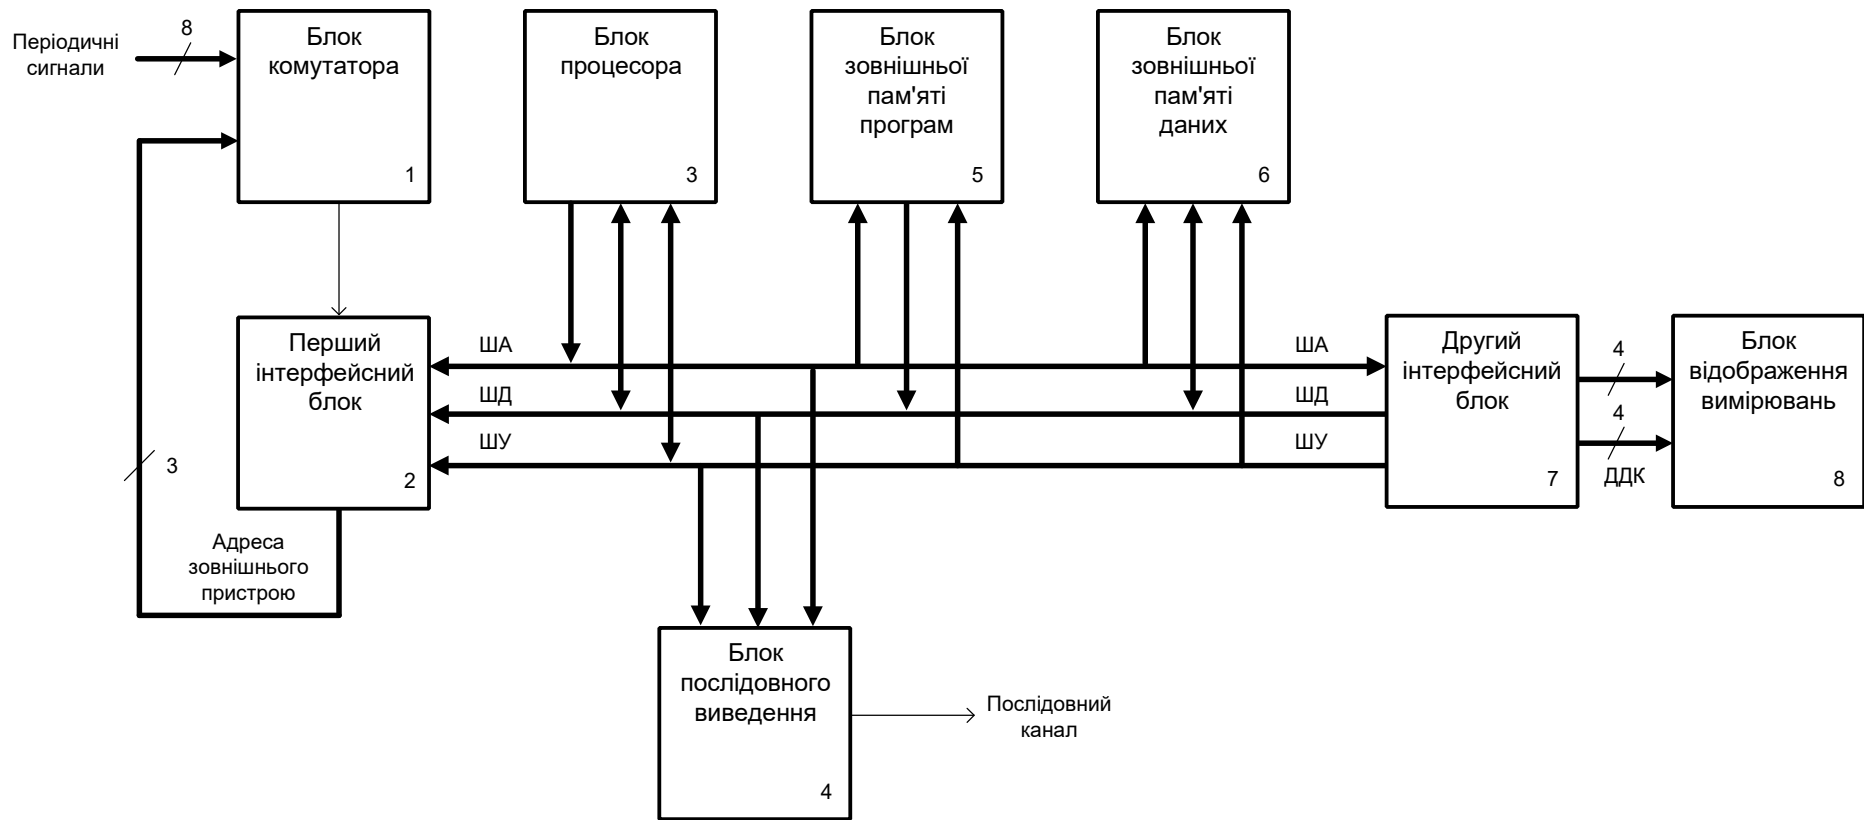 Періодичні
сигнали
8
Блок
комутатора
1
Блок
процесора
3
Блок
зовнішньої
пам'яті
програм
5
Блок
зовнішньої
пам'яті
даних
6
Перший
інтерфейсний
блок
2
ША
ШД
ШУ
ША
ШД
ШУ
Другий
інтерфейсний
блок
7
4
4
ДДК
Блок
відображення
вимірювань
8
3
Адреса
зовнішнього
пристрою
Блок
послідовного
виведення
4
Послідовний
канал